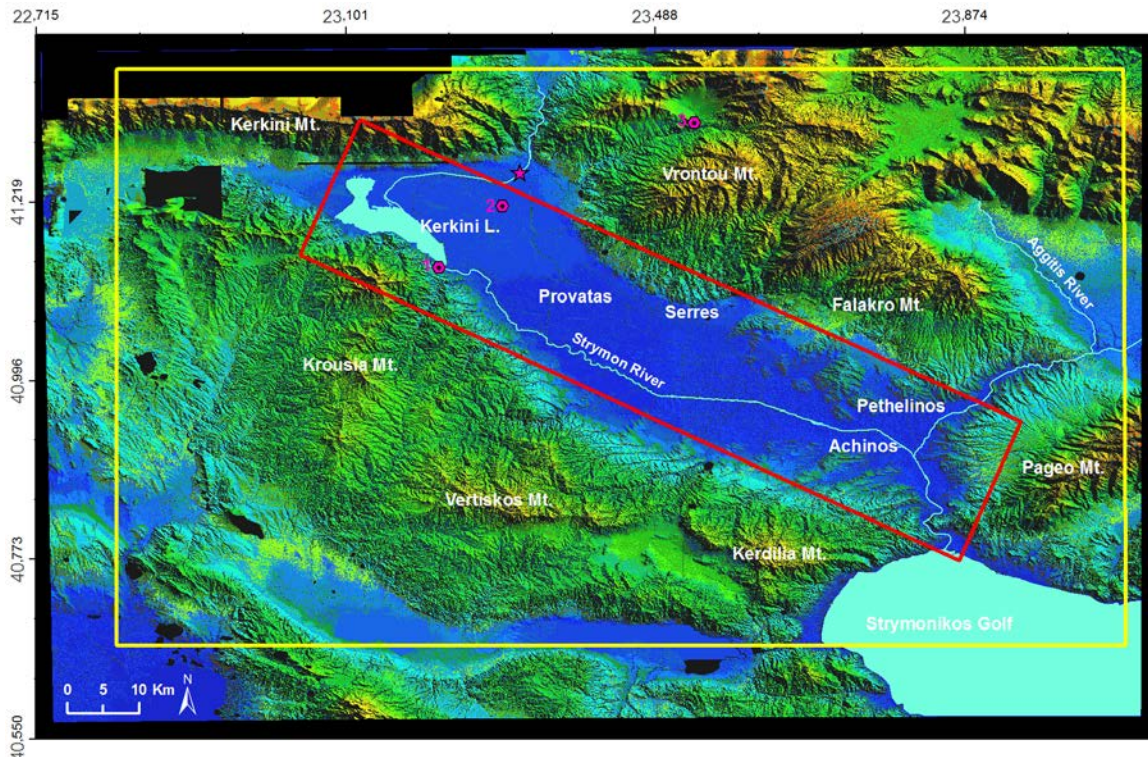 22.715 23.101 23.488 23.874
Kerkini Mt.
3
Vrontou Mt.
41.219
2
Kerkini L.
Aggitis River
1
Provatas
Serres
Falakro Mt.
Strymon River
Krousia Mt.
40.996
Pethelinos
Achinos
Pageo Mt.
Vertiskos Mt.
Kerdilia Mt.
40.773
Strymonikos Golf
N
0 5 10 Km
40.550